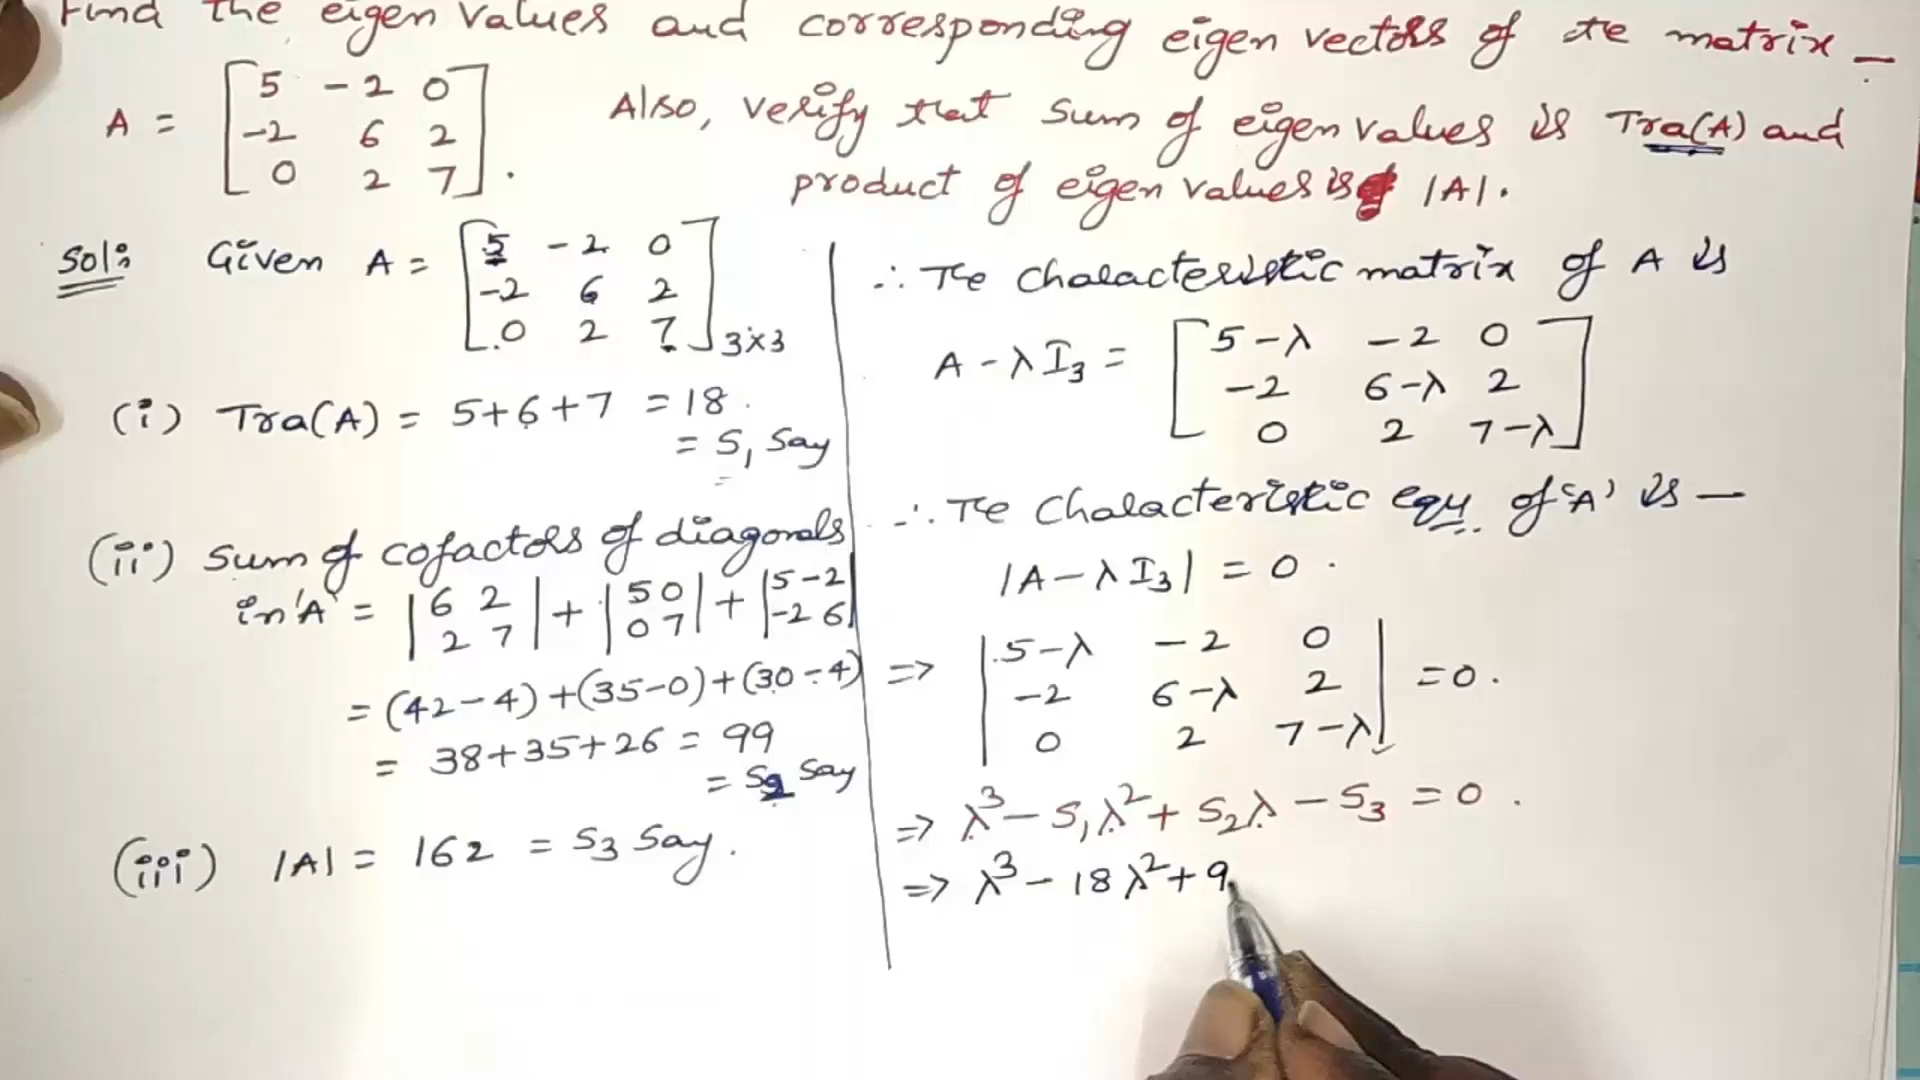 Find the eigen values and corresponding eigen vectors of the matrix –
A = [5 -2 0
-2 6 2
0 2 7].
Also, verify that sum of eigen values is Tra(A) and
product of eigen values is |A|.
Sol: Given A = [5 -2 0
-2 6 2
0 2 7] 3×3
(i) Tra(A) = 5+6+7 = 18.
= S₁ say
(ii) Sum of cofactors of diagonals
in 'A' = |6 2
2 7| + |5 0
0 7| + |5 -2
-2 6|
= (42-4)+(35-0)+(30-4)
= 38+35+26 = 99
= S₂ say
(iii) |A| = 162 = S₃ say.
∴ The characteristic matrix of A is
A - λI₃ = [5-λ -2 0
-2 6-λ 2
0 2 7-λ]
∴ The characteristic equ. of 'A' is –
|A - λI₃| = 0.
=> |5-λ -2 0
-2 6-λ 2
0 2 7-λ| = 0.
=> λ³ - S₁λ² + S₂λ - S₃ = 0.
=> λ³ - 18λ² + 9